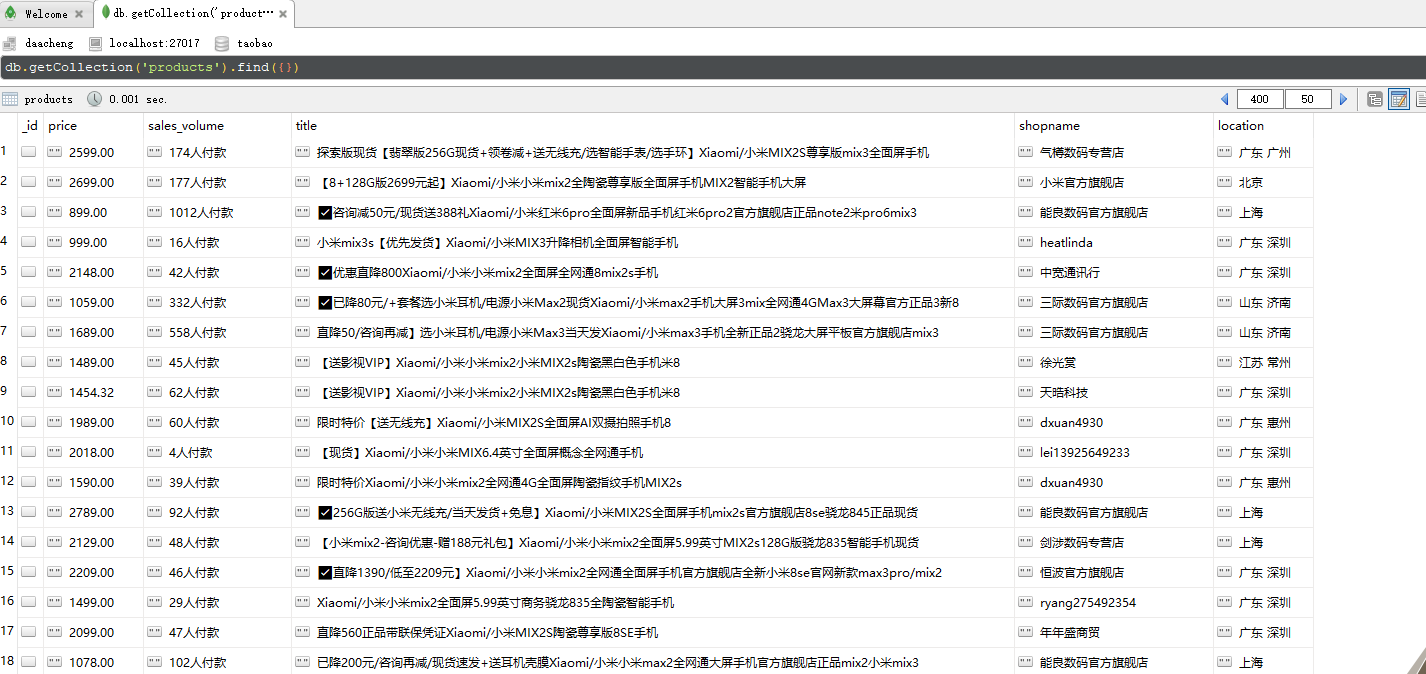 Welcome db.getCollection('product…
daacheng localhost:27017 taobao
db.getCollection('products').find({})
products 0.001 sec. 400 50
_id price sales_volume title shopname location
1 2599.00 174人付款 探索版现货【翡翠版256G现货+领卷减+送无线充/选智能手表/选手环】Xiaomi/小米MIX2S尊享版mix3全面屏手机 气槫数码专营店 广东 广州
2 2699.00 177人付款 【8+128G版2699元起】Xiaomi/小米小米mix2全陶瓷尊享版全面屏手机MIX2智能手机大屏 小米官方旗舰店 北京
3 899.00 1012人付款 ✔咨询减50元/现货送388礼Xiaomi/小米红米6pro全面屏新品手机红米6pro2官方旗舰店正品note2米pro6mix3 能良数码官方旗舰店 上海
4 999.00 16人付款 小米mix3s【优先发货】Xiaomi/小米MIX3升降相机全面屏智能手机 heatlinda 广东 深圳
5 2148.00 42人付款 ✔优惠直降800Xiaomi/小米小米mix2全面屏全网通8mix2s手机 中宽通讯行 广东 深圳
6 1059.00 332人付款 ✔已降80元/+套餐选小米耳机/电源小米Max2现货Xiaomi/小米max2手机大屏3mix全网通4GMax3大屏幕官方正品3新8 三际数码官方旗舰店 山东 济南
7 1689.00 558人付款 直降50/咨询再减】选小米耳机/电源小米Max3当天发Xiaomi/小米max3手机全新正品2骁龙大屏平板官方旗舰店mix3 三际数码官方旗舰店 山东 济南
8 1489.00 45人付款 【送影视VIP】Xiaomi/小米小米mix2小米MIX2s陶瓷黑白色手机米8 徐光赏 江苏 常州
9 1454.32 62人付款 【送影视VIP】Xiaomi/小米小米mix2小米MIX2s陶瓷黑白色手机米8 天晧科技 广东 深圳
10 1989.00 60人付款 限时特价【送无线充】Xiaomi/小米MIX2S全面屏AI双摄拍照手机8 dxuan4930 广东 惠州
11 2018.00 4人付款 【现货】Xiaomi/小米小米MIX6.4英寸全面屏概念全网通手机 lei13925649233 广东 深圳
12 1590.00 39人付款 限时特价Xiaomi/小米小米mix2全网通4G全面屏陶瓷指纹手机MIX2s dxuan4930 广东 惠州
13 2789.00 92人付款 ✔256G版送小米无线充/当天发货+免息】Xiaomi/小米MIX2S全面屏手机mix2s官方旗舰店8se骁龙845正品现货 能良数码官方旗舰店 上海
14 2129.00 48人付款 【小米mix2-咨询优惠-赠188元礼包】Xiaomi/小米小米mix2全面屏5.99英寸MIX2s128G版骁龙835智能手机现货 剑涉数码专营店 上海
15 2209.00 46人付款 ✔直降1390/低至2209元】Xiaomi/小米小米mix2全网通全面屏手机官方旗舰店全新小米8se官网新款max3pro/mix2 恒波官方旗舰店 广东 深圳
16 1499.00 29人付款 Xiaomi/小米小米mix2全面屏5.99英寸商务骁龙835全陶瓷智能手机 ryang275492354 广东 深圳
17 2099.00 47人付款 直降560正品带联保凭证Xiaomi/小米MIX2S陶瓷尊享版8SE手机 年年盛商贸 广东 深圳
18 1078.00 102人付款 已降200元/咨询再减/现货速发+送耳机壳膜Xiaomi/小米小米max2全网通大屏手机官方旗舰店正品mix2小米mix3 能良数码官方旗舰店 上海